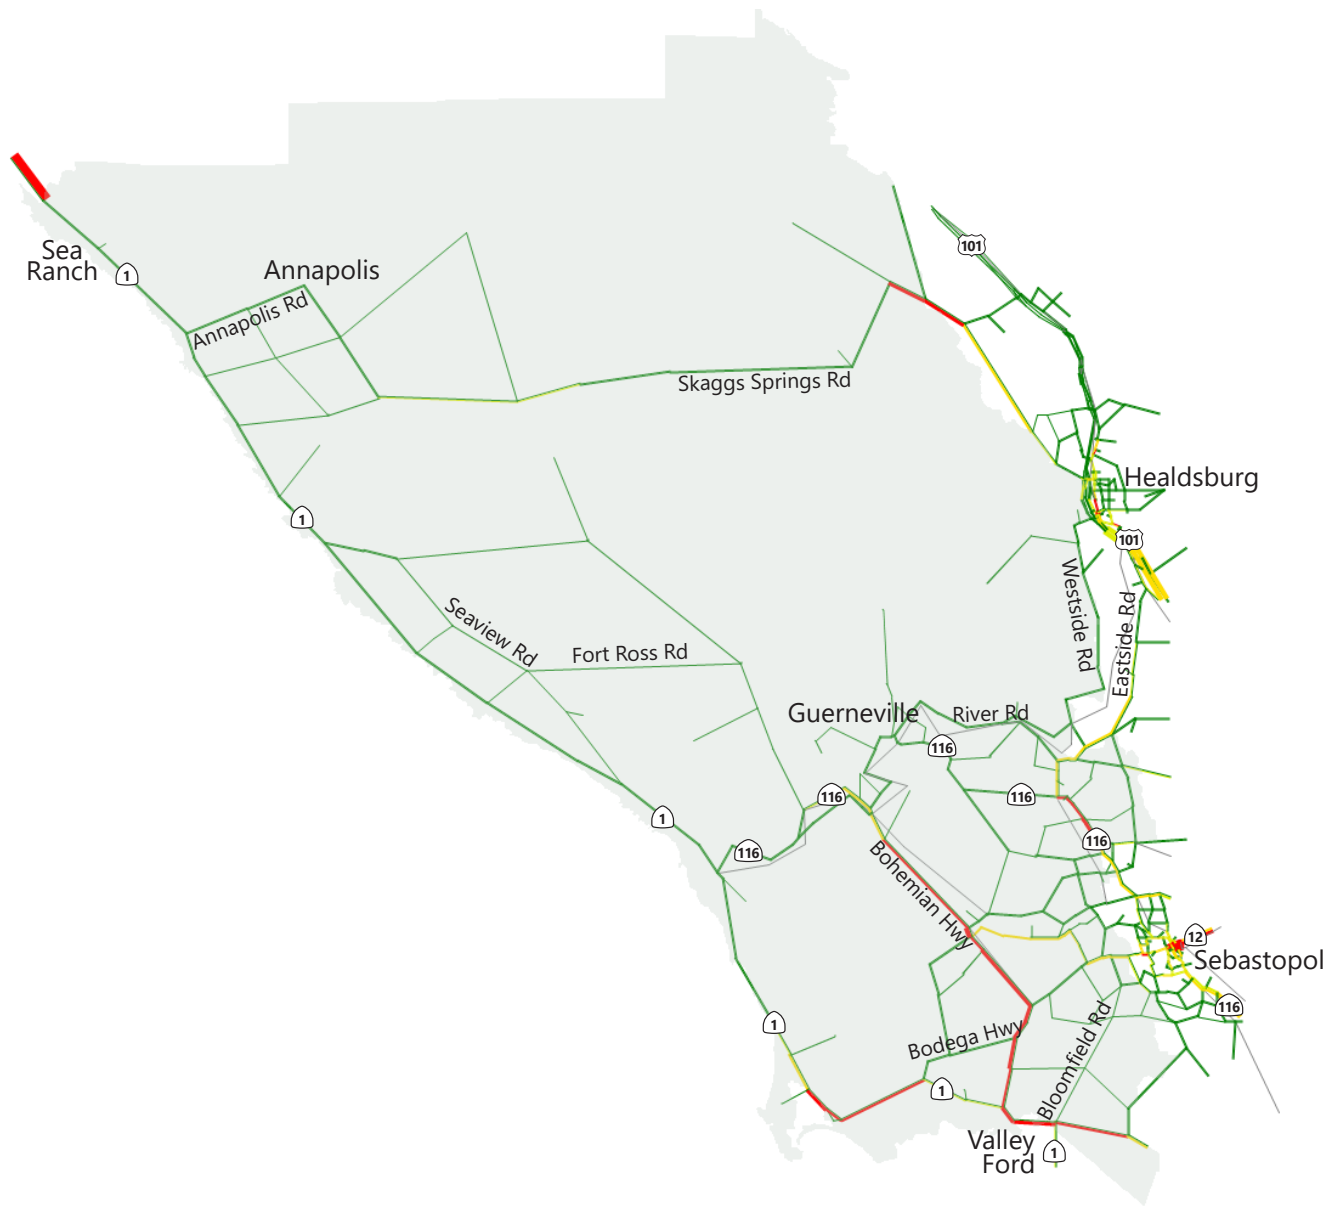 101
Sea
Ranch
1
Annapolis
Annapolis Rd
Skaggs Springs Rd
Healdsburg
1
101
Westside Rd
Eastside Rd
Seaview Rd
Fort Ross Rd
Guerneville
River Rd
116
116
116
1
116
116
Bohemian Hwy
12
Sebastopol
116
1
Bodega Hwy
Bloomfield Rd
1
Valley
Ford
1